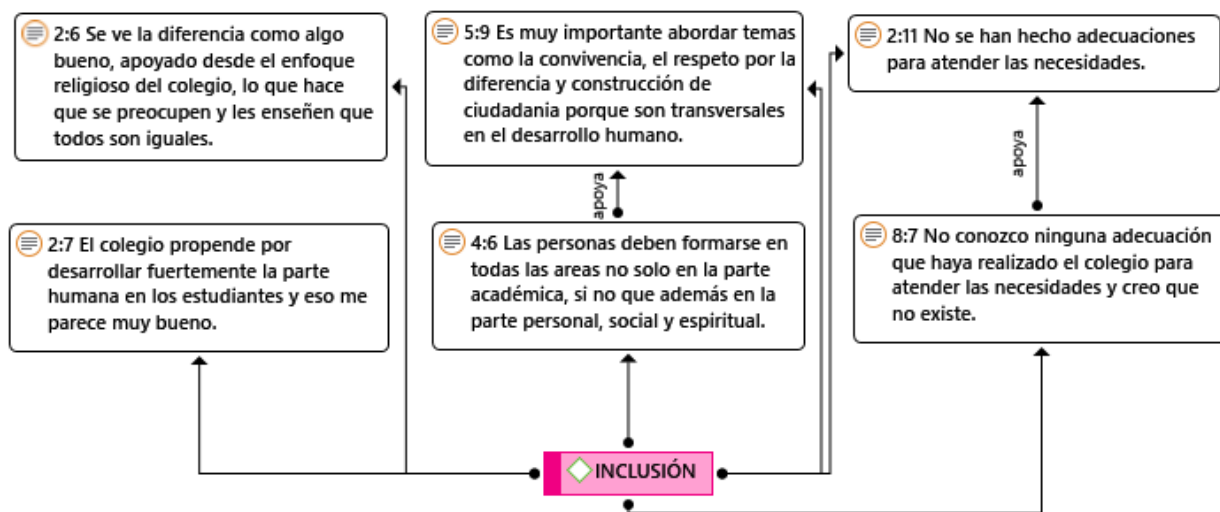 2:6 Se ve la diferencia como algo
bueno, apoyado desde el enfoque
religioso del colegio, lo que hace
que se preocupen y les enseñen que
todos son iguales.
5:9 Es muy importante abordar temas
como la convivencia, el respeto por la
diferencia y construcción de
ciudadania porque son transversales
en el desarrollo humano.
2:11 No se han hecho adecuaciones
para atender las necesidades.
apoya
apoya
2:7 El colegio propende por
desarrollar fuertemente la parte
humana en los estudiantes y eso me
parece muy bueno.
4:6 Las personas deben formarse en
todas las areas no solo en la parte
académica, si no que además en la
parte personal, social y espiritual.
8:7 No conozco ninguna adecuación
que haya realizado el colegio para
atender las necesidades y creo que
no existe.
INCLUSIÓN